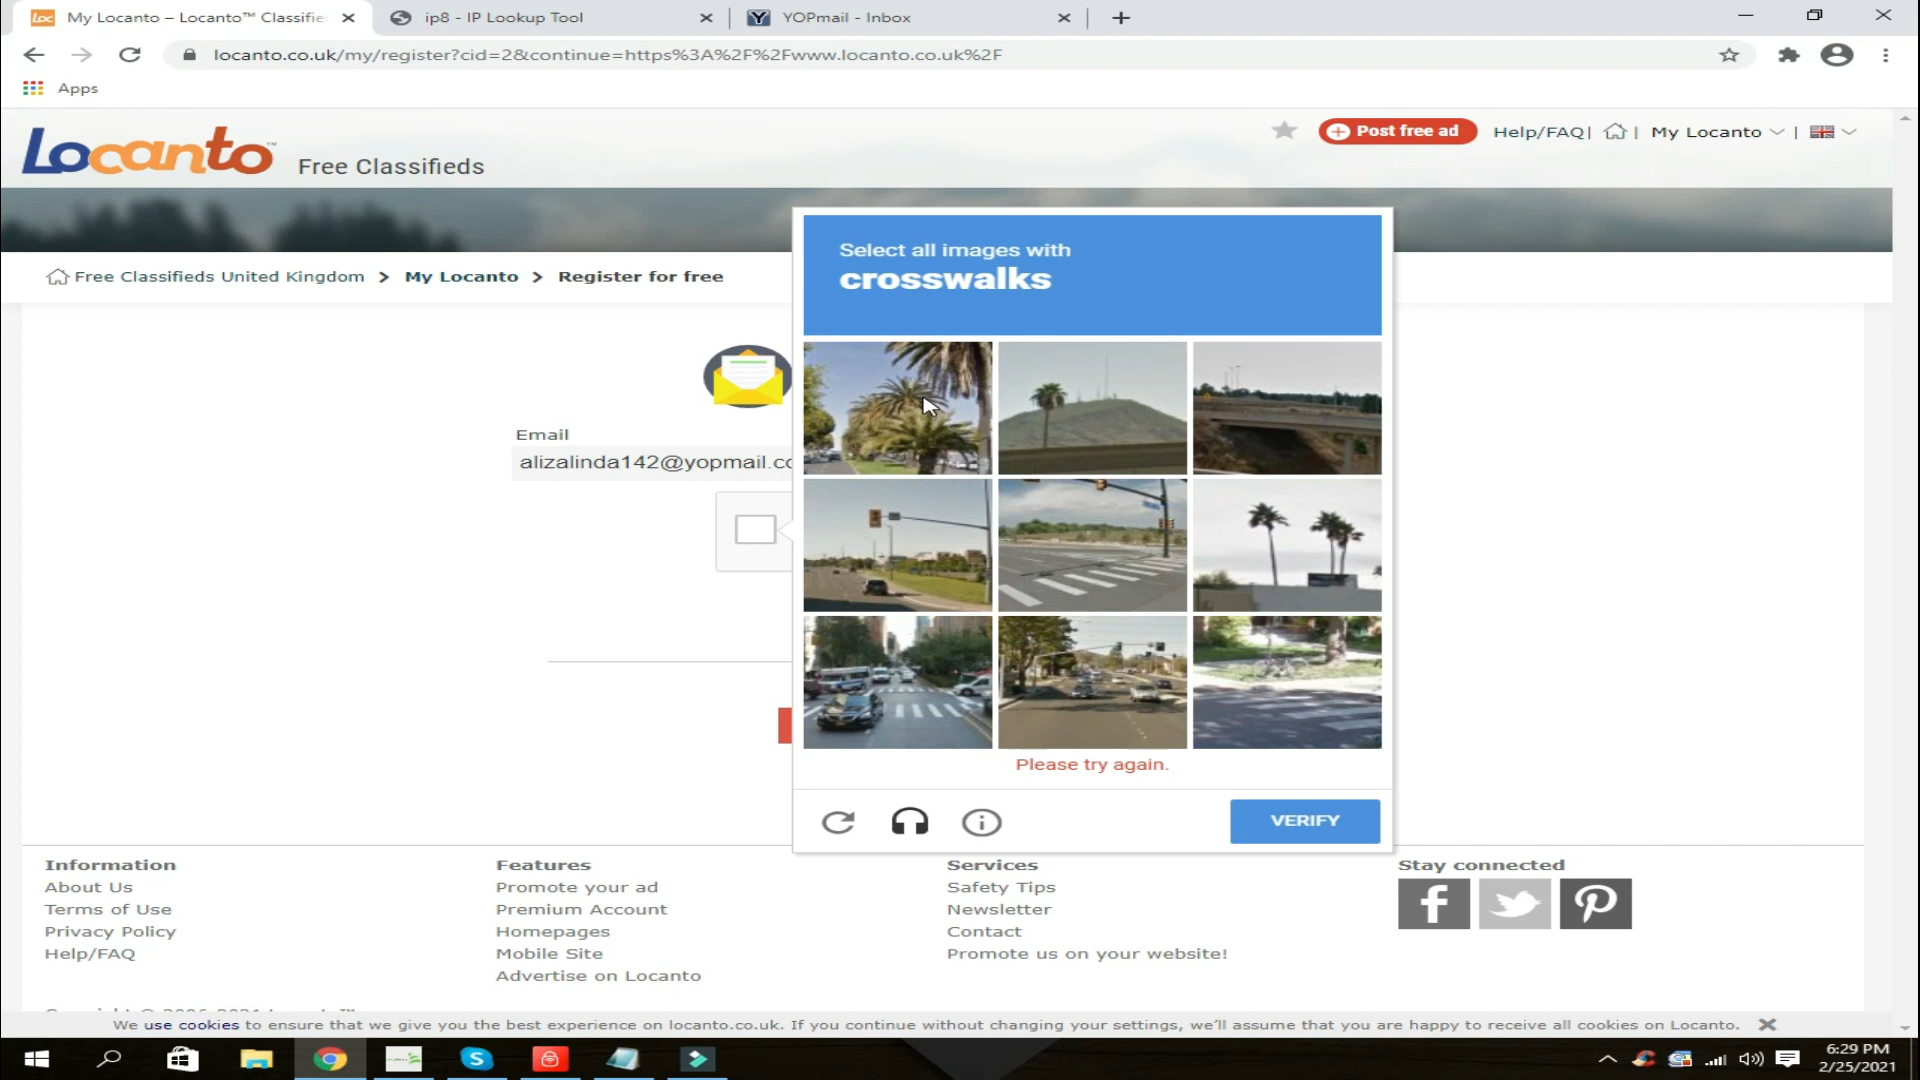 My Locanto – Locanto™ Classifie
ip8 - IP Lookup Tool
YOPmail - Inbox
locanto.co.uk/my/register?cid=2&continue=https%3A%2F%2Fwww.locanto.co.uk%2F
Apps
Locanto™ Free Classifieds
Post free ad
Help/FAQ|
|
My Locanto
|
Free Classifieds United Kingdom > My Locanto > Register for free
Select all images with
crosswalks
Email
alizalinda142@yopmail.co
Please try again.
VERIFY
Information
About Us
Terms of Use
Privacy Policy
Help/FAQ
Features
Promote your ad
Premium Account
Homepages
Mobile Site
Advertise on Locanto
Services
Safety Tips
Newsletter
Contact
Promote us on your website!
Stay connected
We use cookies to ensure that we give you the best experience on locanto.co.uk. If you continue without changing your settings, we'll assume that you are happy to receive all cookies on Locanto.
6:29 PM
2/25/2021